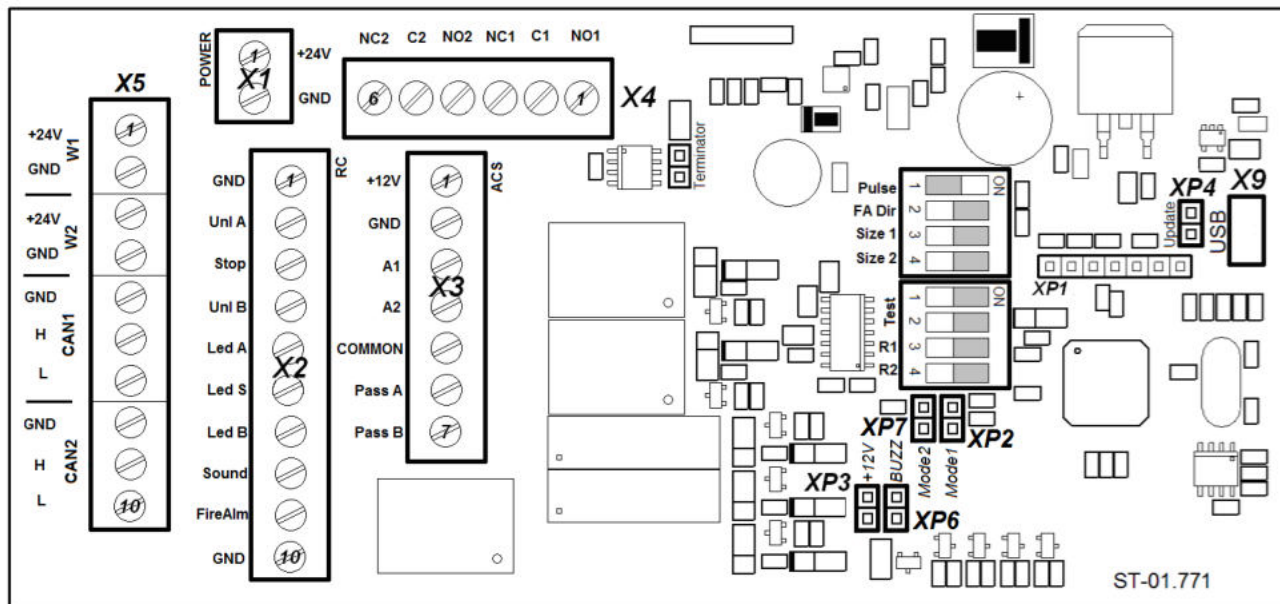 X5
1
+24V
GND
W1
+24V
GND
W2
GND
H
L
CAN1
GND
H
L
CAN2
10
POWER
1
X1
+24V
GND
NC2 C2 NO2 NC1 C1 NO1
6 1
X4
RC
GND 1
Unl A
Stop
Unl B
Led A
X2
Led S
Led B
Sound
FireAlm
GND 10
ACS
+12V 1
GND
A1
X3
A2
COMMON
Pass A
Pass B 7
Terminator
+
Pulse 1 ON
FA Dir 2
Size 1 3
Size 2 4
1 ON
Test 2
R1 3
R2 4
XP4
Update
X9
USB
XP1
XP7
XP2
Mode2
Mode1
XP3
+12V
BUZZ
XP6
ST-01.771